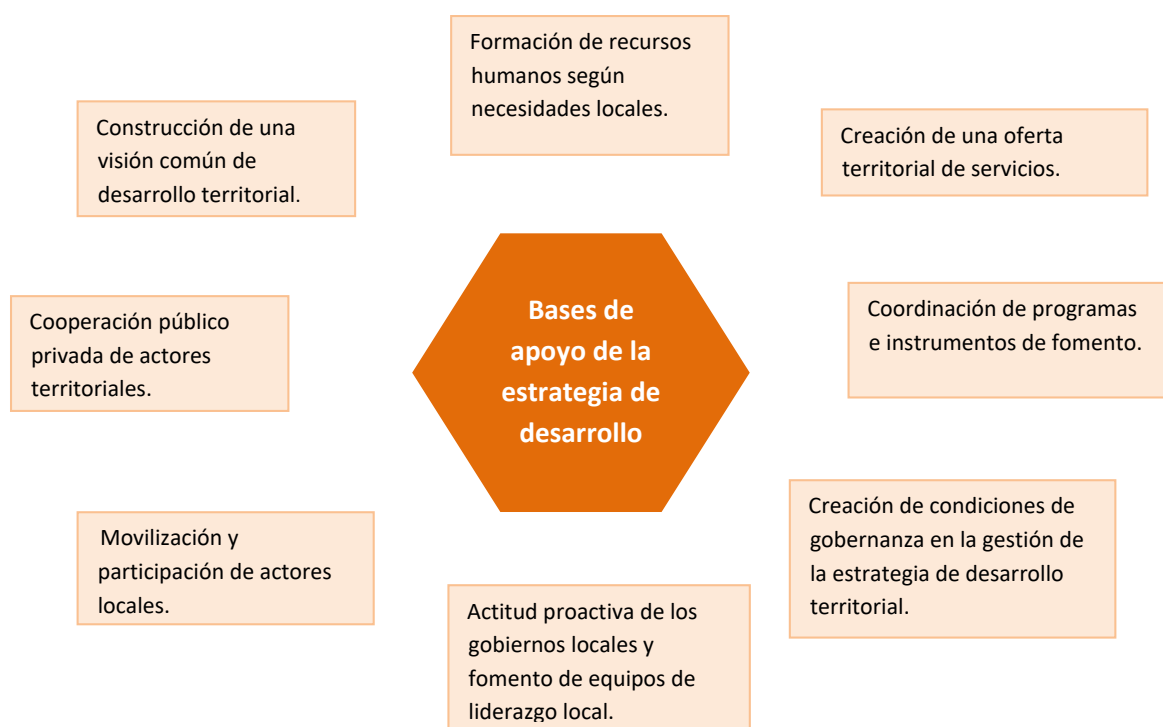 Formación de recursos
humanos según
necesidades locales.
Construcción de una
visión común de
desarrollo territorial.
Creación de una oferta
territorial de servicios.
Cooperación público
privada de actores
territoriales.
Bases de
apoyo de la
estrategia de
desarrollo
Coordinación de programas
e instrumentos de fomento.
Movilización y
participación de actores
locales.
Creación de condiciones de
gobernanza en la gestión de
la estrategia de desarrollo
territorial.
Actitud proactiva de los
gobiernos locales y
fomento de equipos de
liderazgo local.